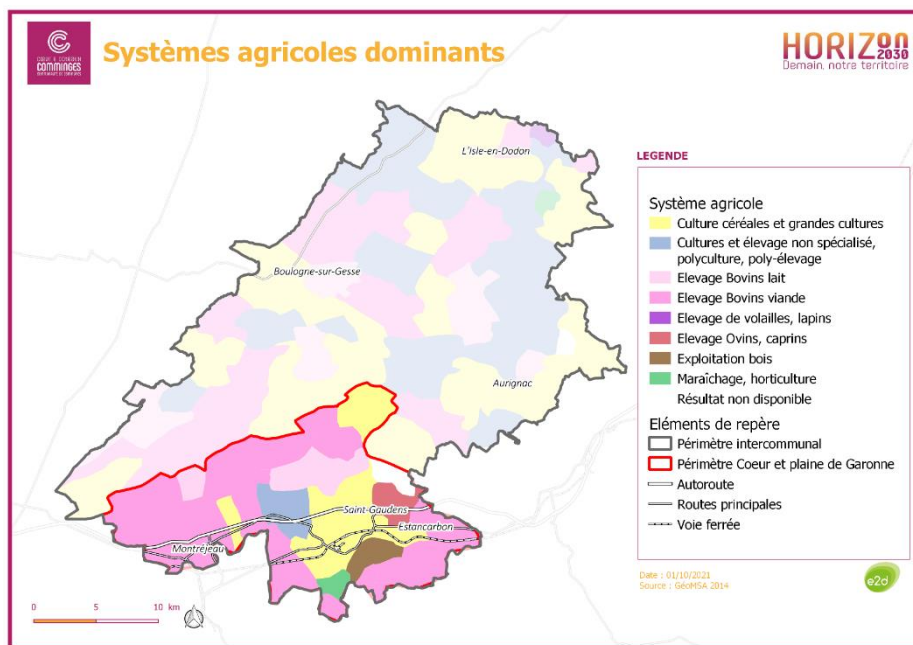 COMMINGES
Systèmes agricoles dominants
HORIZON
2030
Demain, notre territoire
L'Isle-en-Dodon
Boulogne-sur-Gesse
Aurignac
Saint-Gaudens
Estancarbon
Montréjeau
LEGENDE
Système agricole
Culture céréales et grandes cultures
Cultures et élevage non spécialisé,
polyculture, poly-élevage
Elevage Bovins lait
Elevage Bovins viande
Elevage de volailles, lapins
Elevage Ovins, caprins
Exploitation bois
Maraîchage, horticulture
Résultat non disponible
Eléments de repère
Périmètre intercommunal
Périmètre Coeur et plaine de Garonne
Autoroute
Routes principales
Voie ferrée
Date : 01/10/2021
Source : GéoMSA 2014
e2d
0 5 10 km